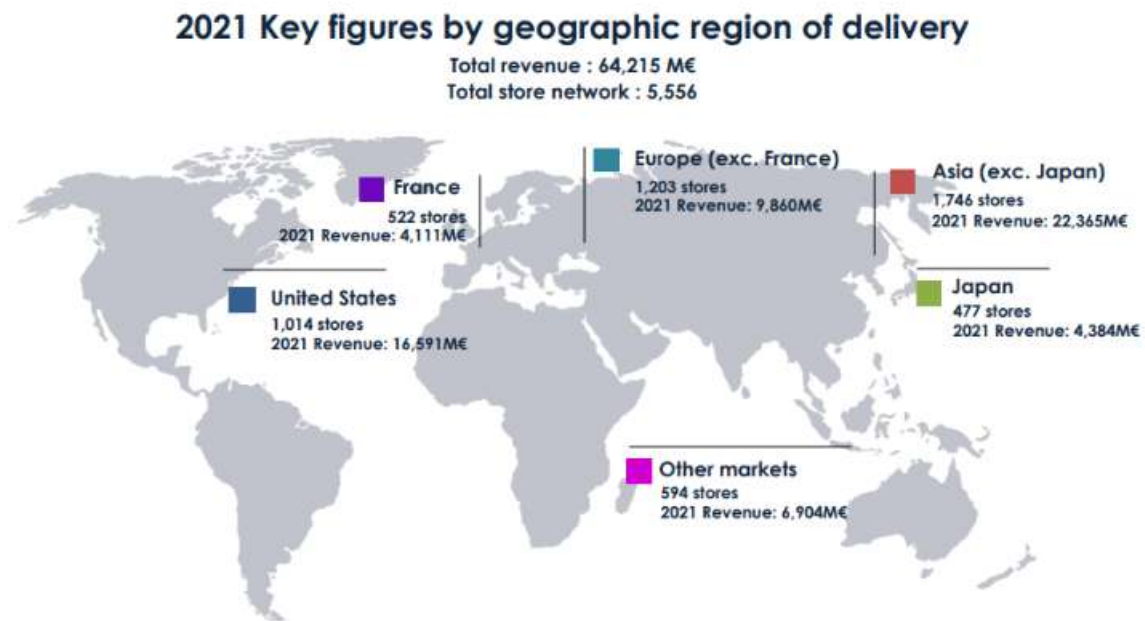 2021 Key figures by geographic region of delivery
Total revenue : 64,215 M€
Total store network : 5,556
France
522 stores
2021 Revenue: 4,111M€
Europe (exc. France)
1,203 stores
2021 Revenue: 9,860M€
Asia (exc. Japan)
1,746 stores
2021 Revenue: 22,365M€
United States
1,014 stores
2021 Revenue: 16,591M€
Japan
477 stores
2021 Revenue: 4,384M€
Other markets
594 stores
2021 Revenue: 6,904M€